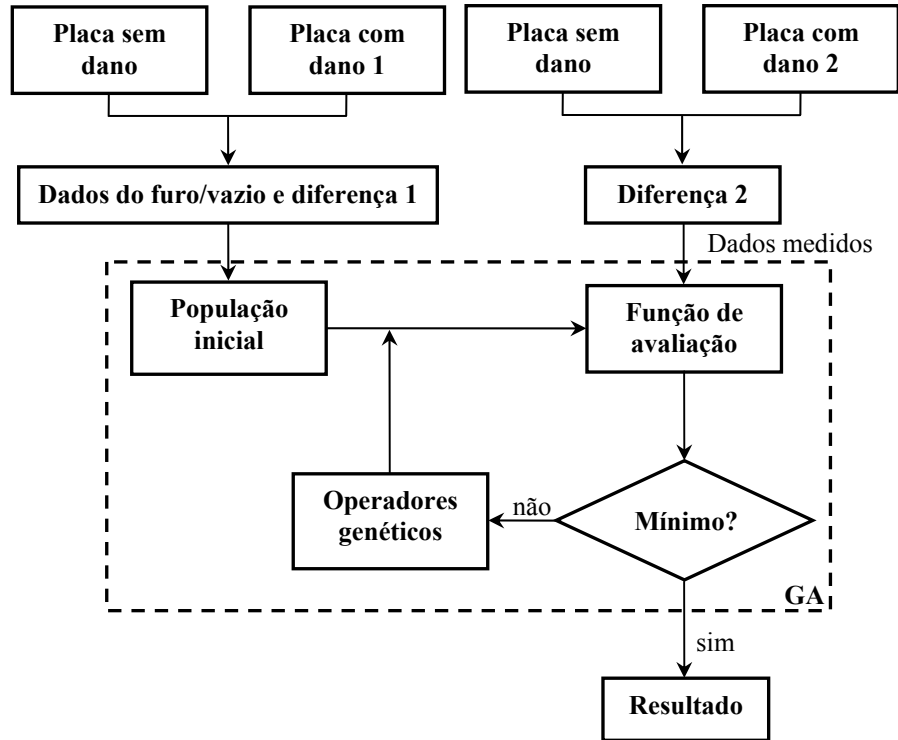 Placa sem
dano
Placa com
dano 1
Placa sem
dano
Placa com
dano 2
Dados do furo/vazio e diferença 1
Diferença 2
Dados medidos
População
inicial
Função de
avaliação
Operadores
genéticos
não
Mínimo?
GA
sim
Resultado